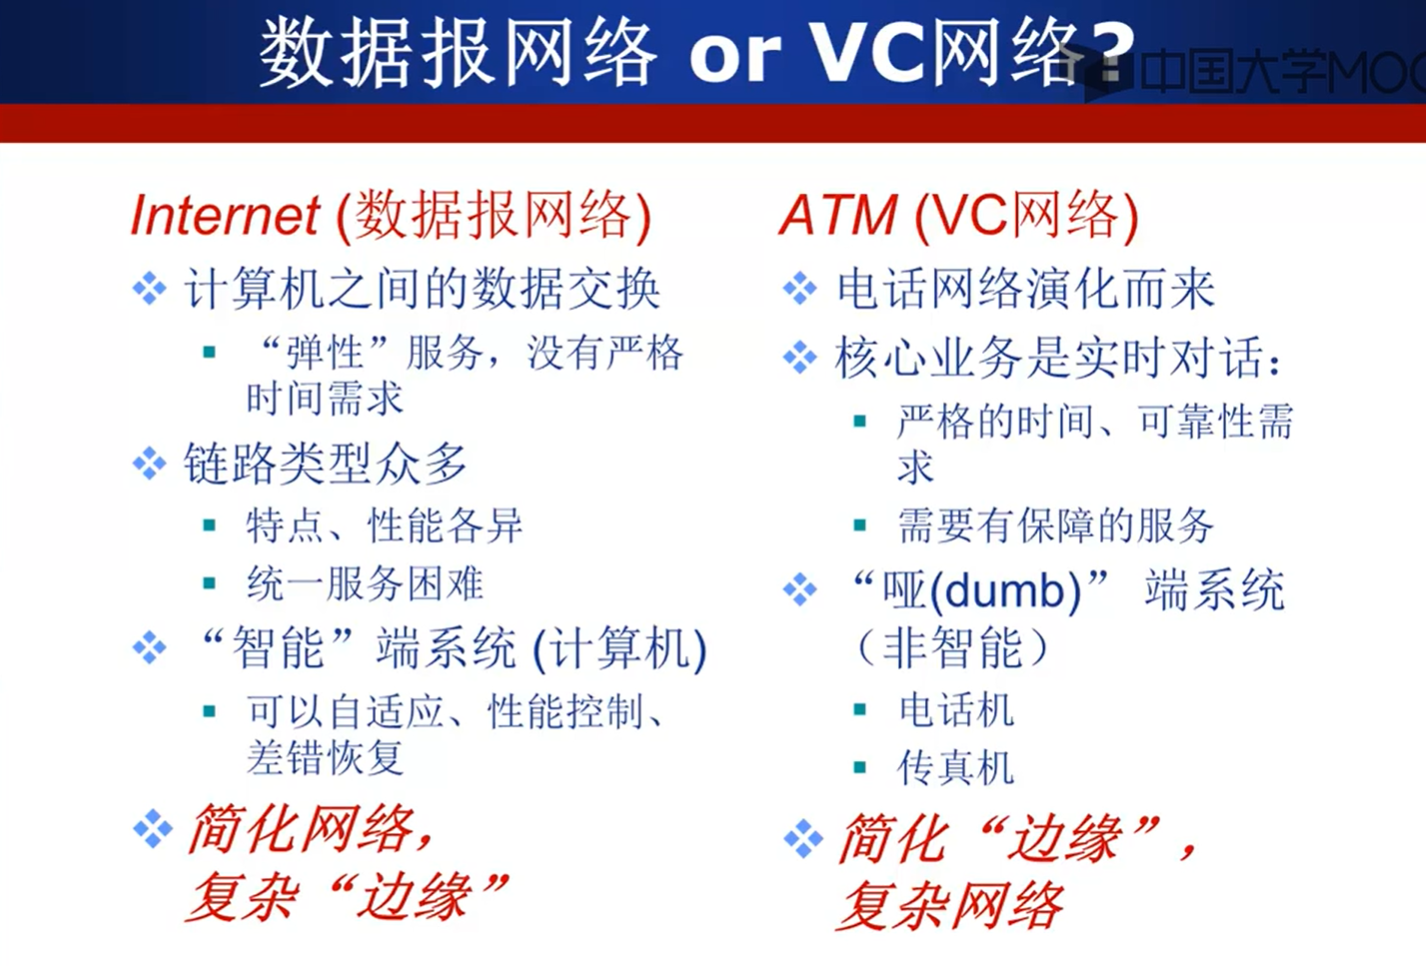 数据报网络 or VC网络?
中国大学MOO
Internet (数据报网络)
计算机之间的数据交换
“弹性”服务，没有严格
时间需求
链路类型众多
特点、性能各异
统一服务困难
“智能”端系统 (计算机)
可以自适应、性能控制、
差错恢复
简化网络，
复杂“边缘”
ATM (VC网络)
电话网络演化而来
核心业务是实时对话：
严格的时间、可靠性需
求
需要有保障的服务
“哑(dumb)” 端系统
（非智能）
电话机
传真机
简化“边缘”，
复杂网络